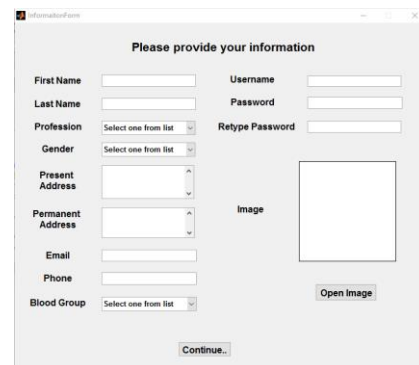 InformationForm
Please provide your information
First Name
Last Name
Profession Select one from list
Gender Select one from list
Present
Address
Permanent
Address
Email
Phone
Blood Group Select one from list
Username
Password
Retype Password
Image
Open Image
Continue..